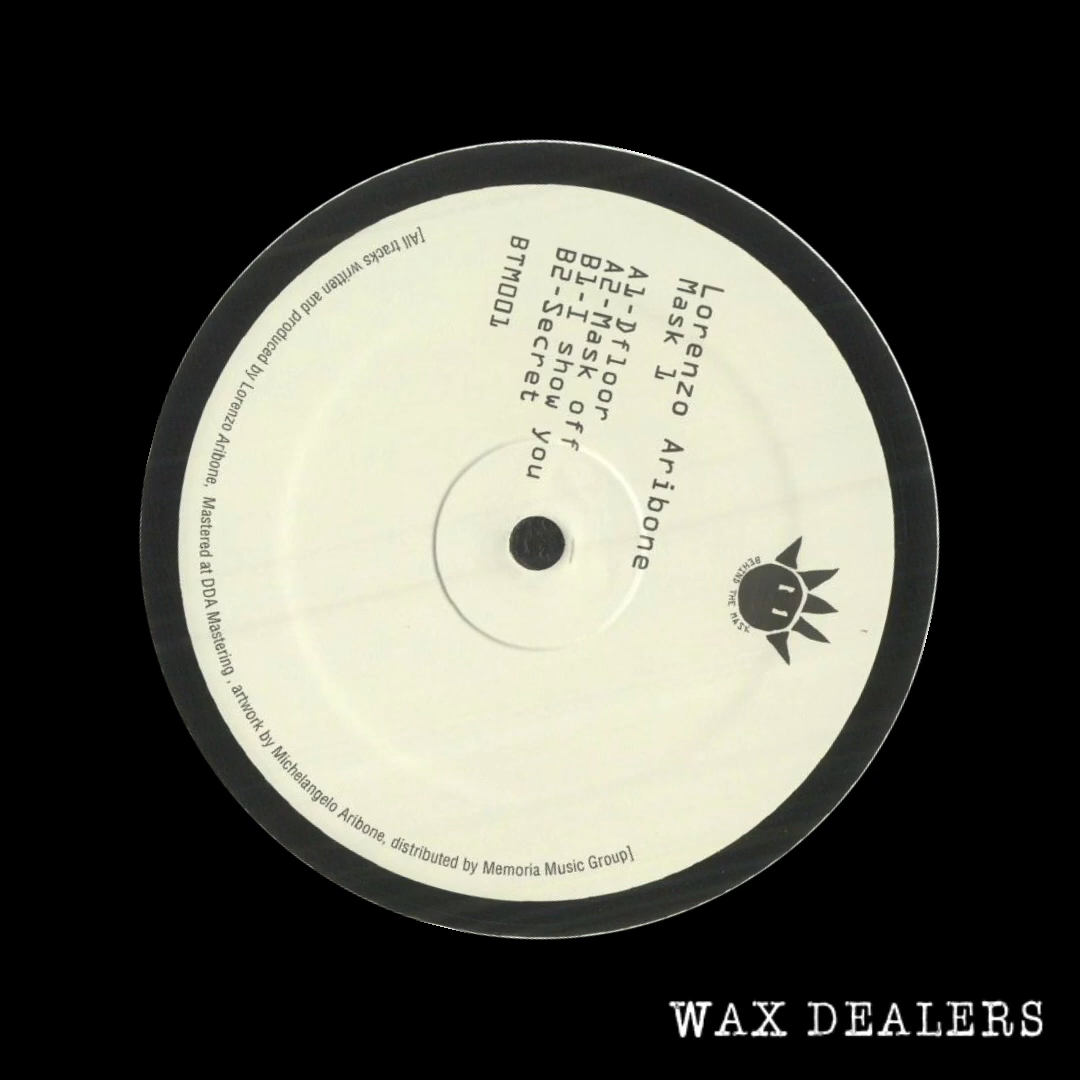 Lorenzo Aribone
Mask 1
A1-Dfloor
A2-Mask off
B1-I show you
B2-Secret
BTM001
BEHIND THE MASK
[All tracks written and produced by Lorenzo Aribone, Mastered at DDA Mastering , artwork by Michelangelo Aribone, distributed by Memoria Music Group]
WAX DEALERS